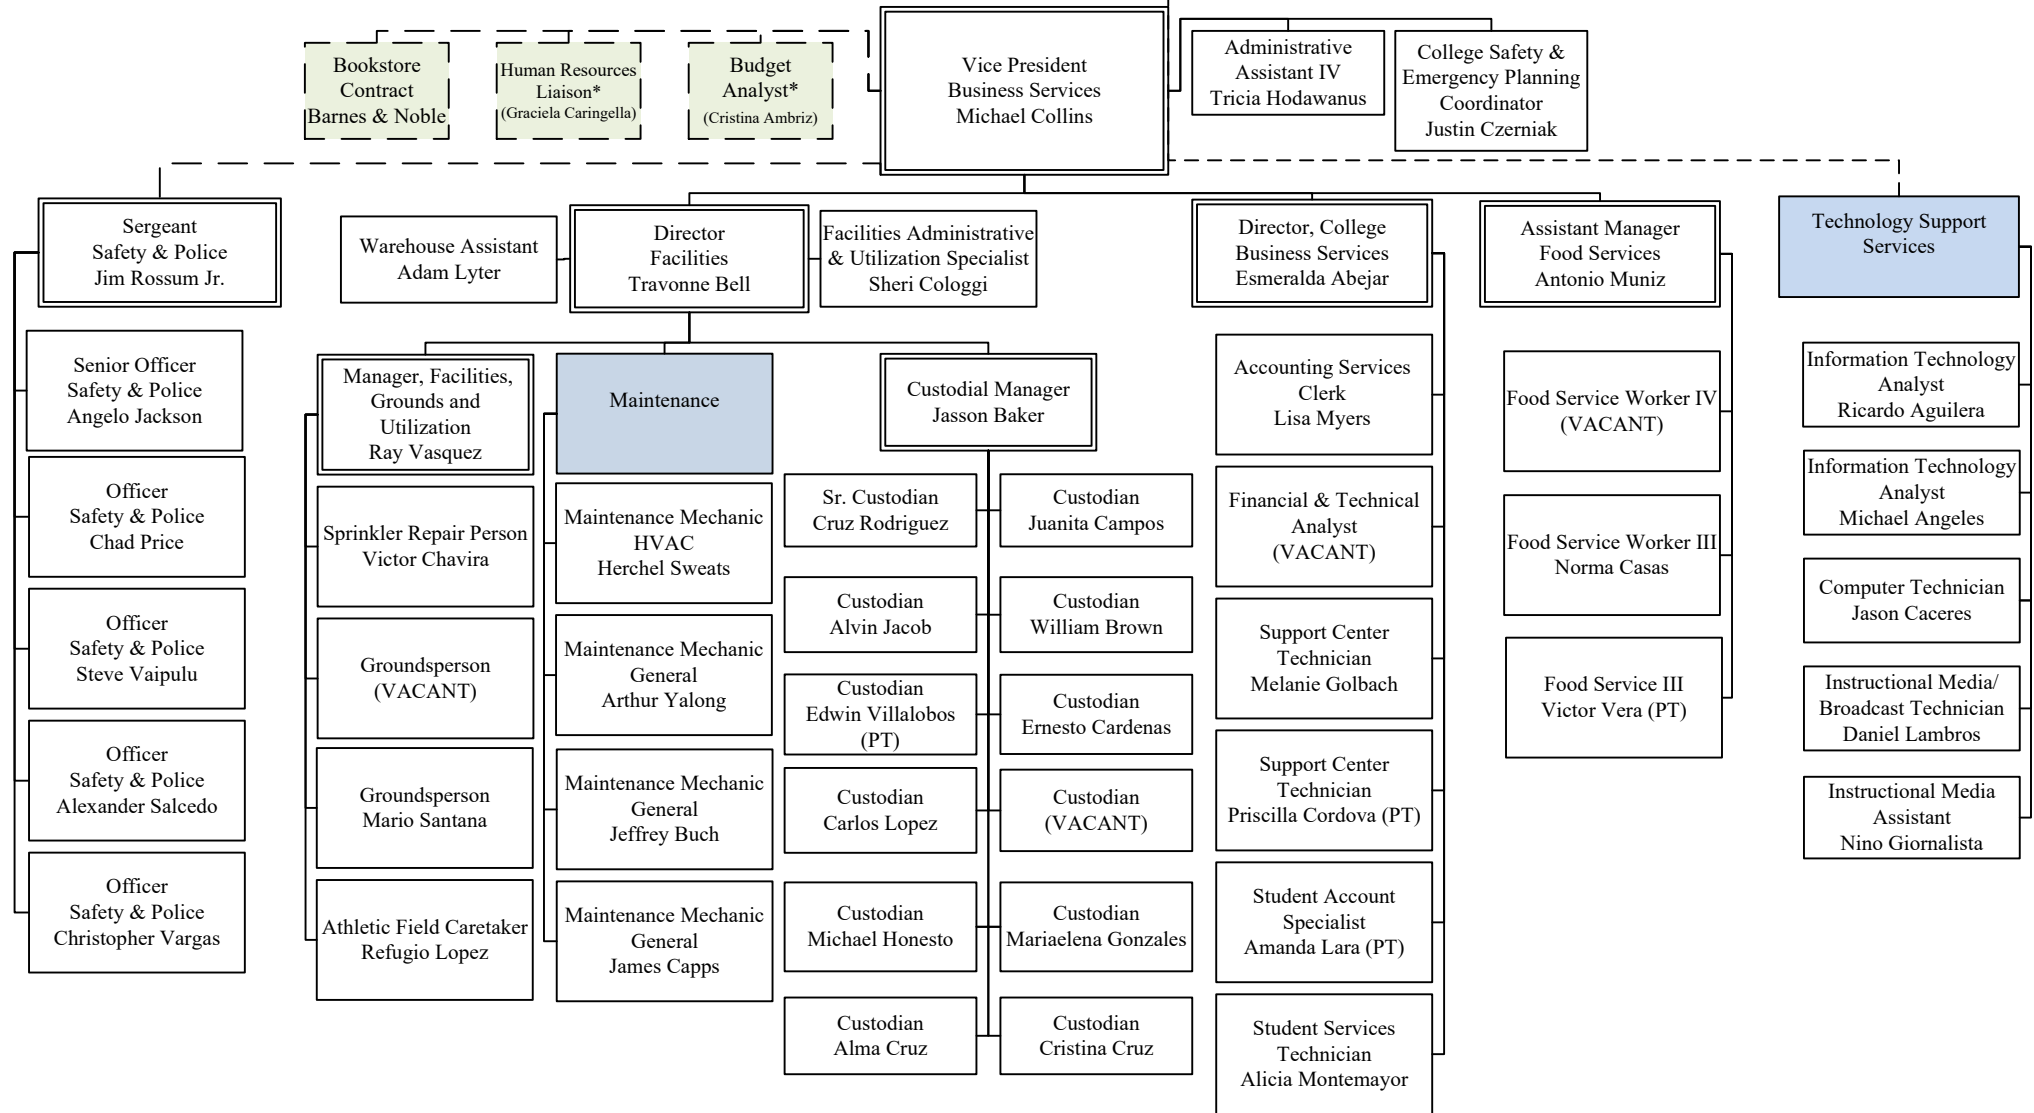 Bookstore
Contract
Barnes & Noble
Human Resources
Liaison*
(Graciela Caringella)
Budget
Analyst*
(Cristina Ambriz)
Vice President
Business Services
Michael Collins
Administrative
Assistant IV
Tricia Hodawanus
College Safety &
Emergency Planning
Coordinator
Justin Czerniak
Sergeant
Safety & Police
Jim Rossum Jr.
Warehouse Assistant
Adam Lyter
Director
Facilities
Travonne Bell
Facilities Administrative
& Utilization Specialist
Sheri Cologgi
Director, College
Business Services
Esmeralda Abejar
Assistant Manager
Food Services
Antonio Muniz
Technology Support
Services
Senior Officer
Safety & Police
Angelo Jackson
Officer
Safety & Police
Chad Price
Officer
Safety & Police
Steve Vaipulu
Officer
Safety & Police
Alexander Salcedo
Officer
Safety & Police
Christopher Vargas
Manager, Facilities,
Grounds and
Utilization
Ray Vasquez
Sprinkler Repair Person
Victor Chavira
Groundsperson
(VACANT)
Groundsperson
Mario Santana
Athletic Field Caretaker
Refugio Lopez
Maintenance
Maintenance Mechanic
HVAC
Herchel Sweats
Maintenance Mechanic
General
Arthur Yalong
Maintenance Mechanic
General
Jeffrey Buch
Maintenance Mechanic
General
James Capps
Custodial Manager
Jasson Baker
Sr. Custodian
Cruz Rodriguez
Custodian
Juanita Campos
Custodian
Alvin Jacob
Custodian
William Brown
Custodian
Edwin Villalobos
(PT)
Custodian
Ernesto Cardenas
Custodian
Carlos Lopez
Custodian
(VACANT)
Custodian
Michael Honesto
Custodian
Mariaelena Gonzales
Custodian
Alma Cruz
Custodian
Cristina Cruz
Accounting Services
Clerk
Lisa Myers
Financial & Technical
Analyst
(VACANT)
Support Center
Technician
Melanie Golbach
Support Center
Technician
Priscilla Cordova (PT)
Student Account
Specialist
Amanda Lara (PT)
Student Services
Technician
Alicia Montemayor
Food Service Worker IV
(VACANT)
Food Service Worker III
Norma Casas
Food Service III
Victor Vera (PT)
Information Technology
Analyst
Ricardo Aguilera
Information Technology
Analyst
Michael Angeles
Computer Technician
Jason Caceres
Instructional Media/
Broadcast Technician
Daniel Lambros
Instructional Media
Assistant
Nino Giornalista